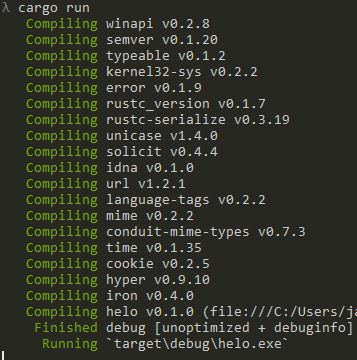 λ cargo run
Compiling winapi v0.2.8
Compiling semver v0.1.20
Compiling typeable v0.1.2
Compiling kernel32-sys v0.2.2
Compiling error v0.1.9
Compiling rustc_version v0.1.7
Compiling rustc-serialize v0.3.19
Compiling unicase v1.4.0
Compiling solicit v0.4.4
Compiling idna v0.1.0
Compiling url v1.2.1
Compiling language-tags v0.2.2
Compiling mime v0.2.2
Compiling conduit-mime-types v0.7.3
Compiling time v0.1.35
Compiling cookie v0.2.5
Compiling hyper v0.9.10
Compiling iron v0.4.0
Compiling helo v0.1.0 (file:///C:/Users/ja
Finished debug [unoptimized + debuginfo]
Running `target\debug\helo.exe`